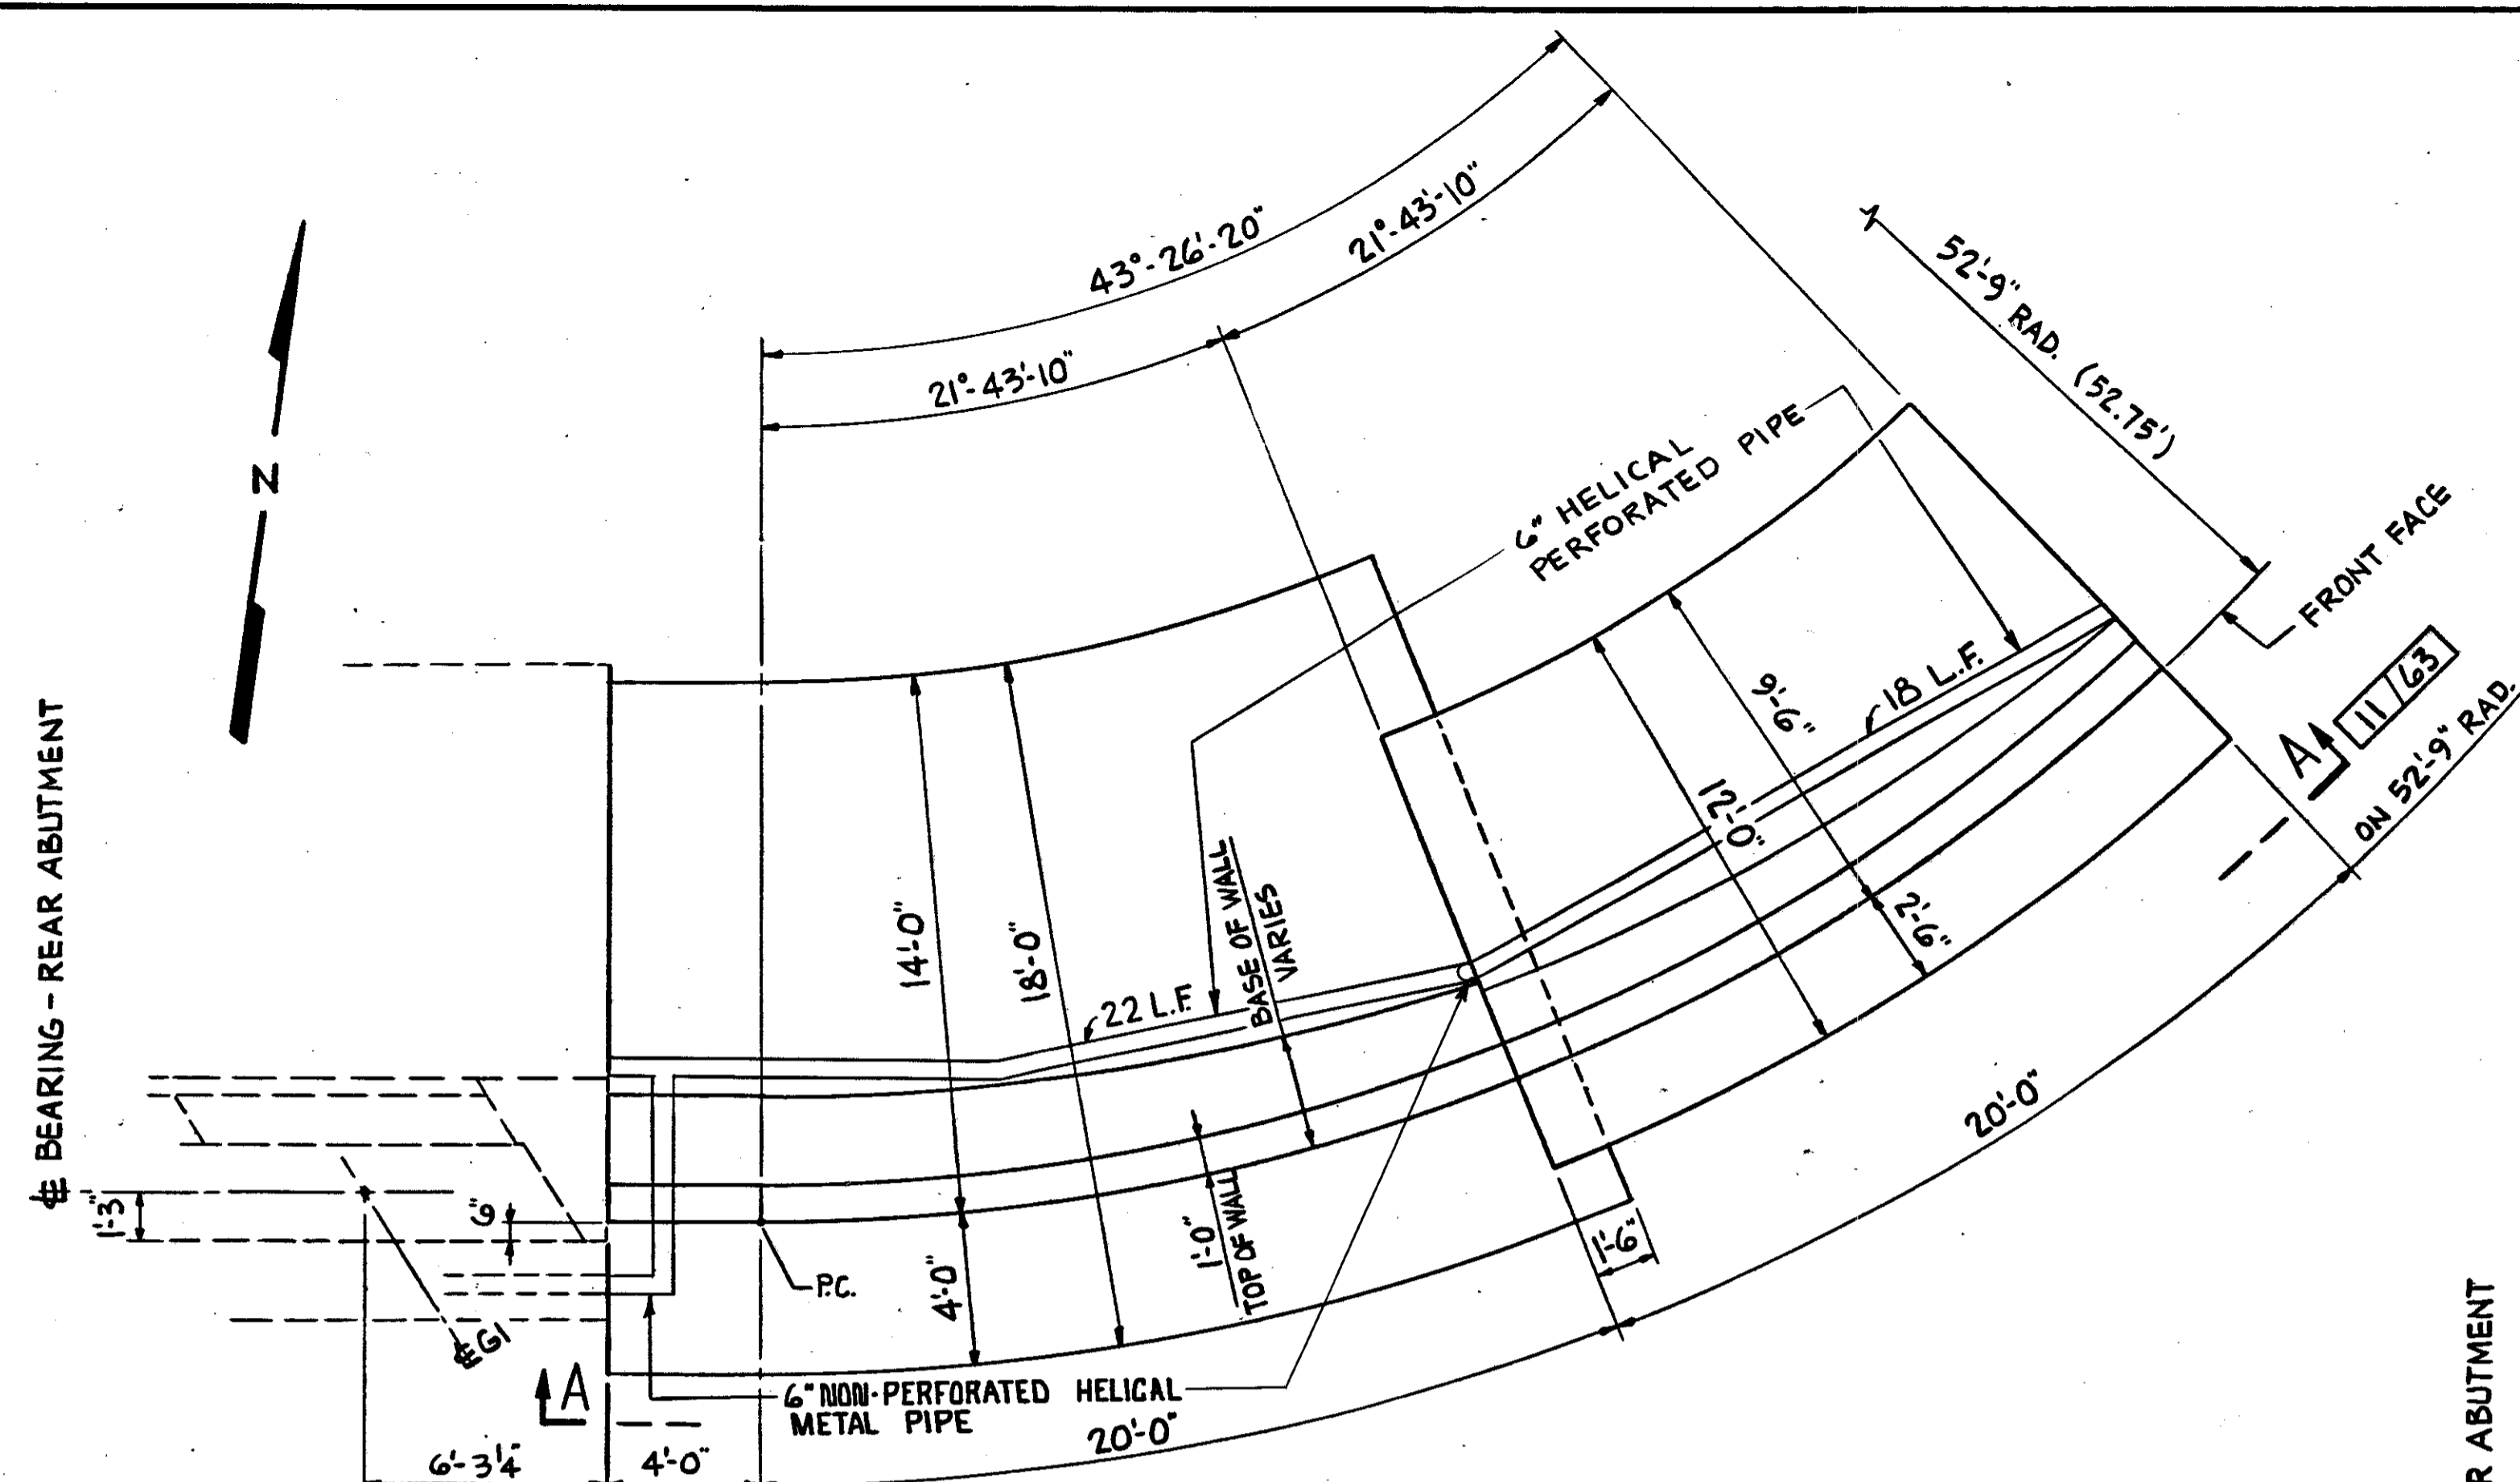 43°-26'-20"
21°-43'-10"
21°-43'-10"
52'-9" RAD. (52.75')
N
6" HELICAL
PERFORATED PIPE
FRONT FACE
A
11/63
ON 52'-9" RAD.
18 L.F.
9'-6"
12'-0"
2'-6"
℄ BEARING - REAR ABUTMENT
14'-0"
18'-0"
BASE OF WALL
VARIES
22 L.F.
1'-3"
6"
P.C.
4'-0"
1'-0"
TOP OF WALL
1'-6"
20'-0"
℄ G1
A
6" NON-PERFORATED HELICAL
METAL PIPE
20'-0"
6'-3¼"
4'-0"
R ABUTMENT